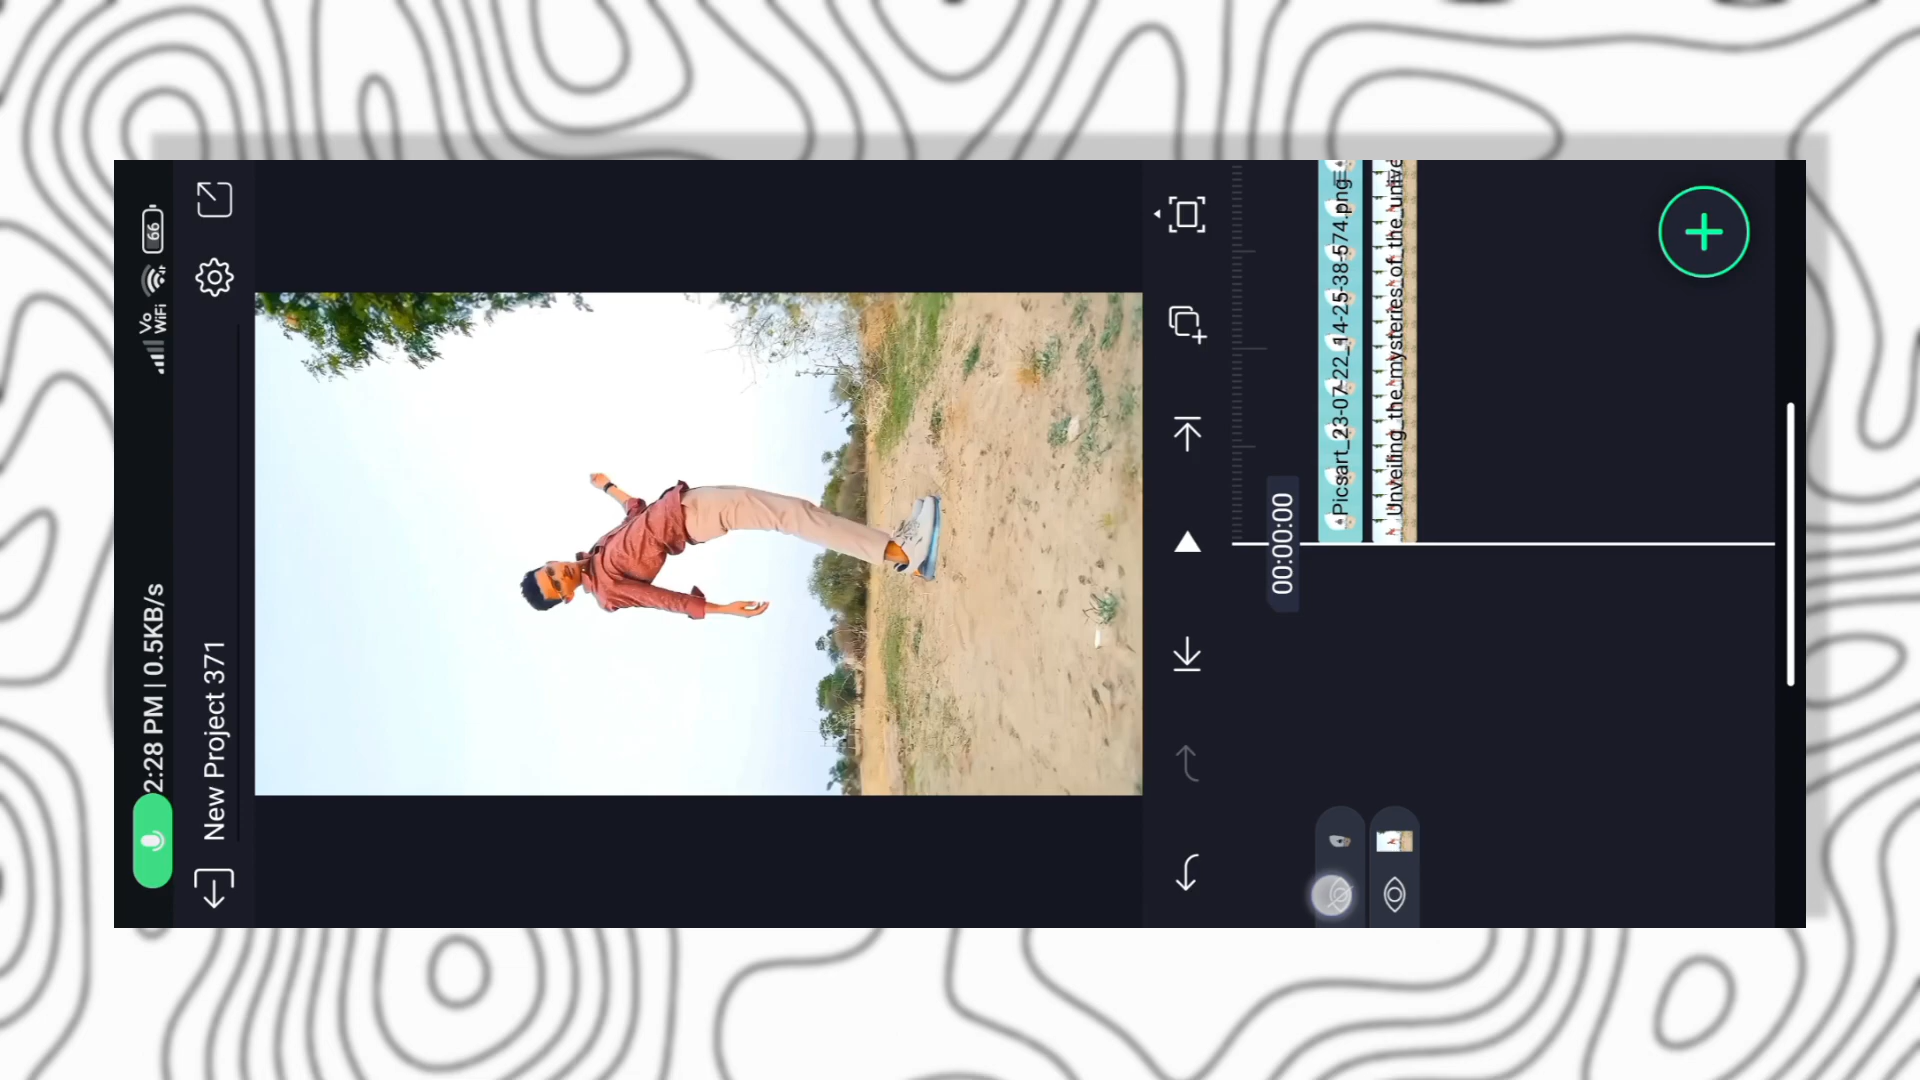 2:28 PM | 0.5KB/s
Vo
WiFi
66
New Project 371
00:00:00
Picsart_23-07-22_14-25-38-574.png
Unveiling_the_mysteries_of_the_unive